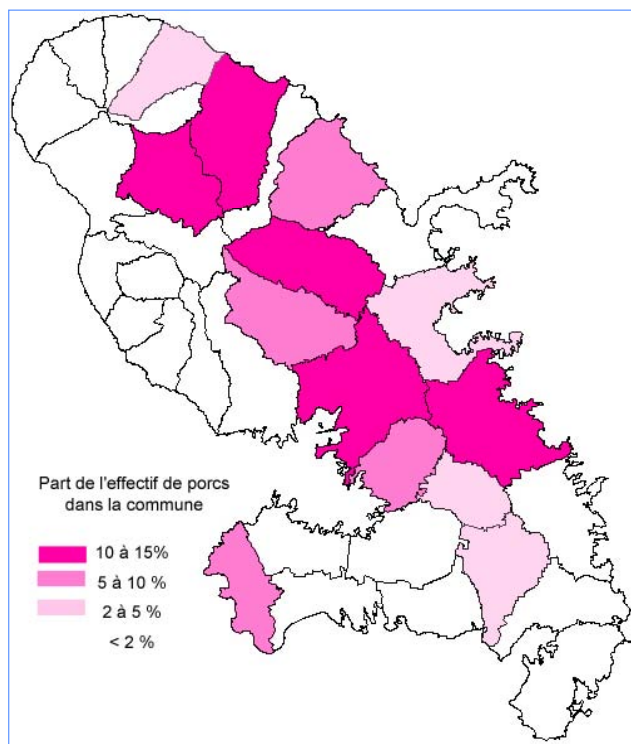 Part de l'effectif de porcs
dans la commune
10 à 15%
5 à 10 %
2 à 5 %
< 2 %